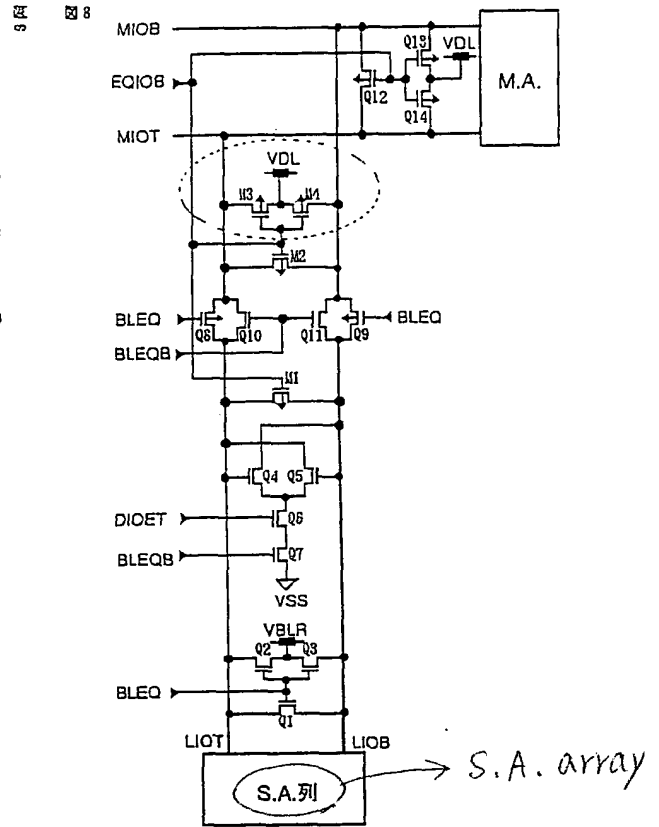 図 8
MIOB
Q13
VDL
EQIOB
Q12
M.A.
Q14
MIOT
VDL
M3
M4
M2
BLEQ
Q8
Q10
Q11
Q9
BLEQ
BLEQB
M1
Q4
Q5
DIOET
Q6
BLEQB
Q7
VSS
VBLR
Q2
Q3
BLEQ
Q1
LIOT
LIOB
S.A.列
S.A. array